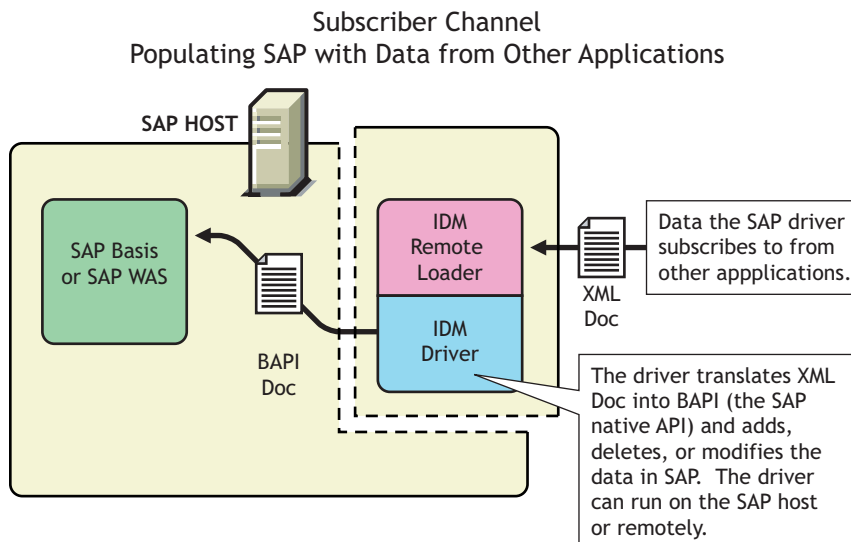 Subscriber Channel
Populating SAP with Data from Other Applications
SAP HOST
SAP Basis
or SAP WAS
BAPI
Doc
IDM
Remote
Loader
IDM
Driver
XML
Doc
Data the SAP driver
subscribes to from
other appplications.
The driver translates XML
Doc into BAPI (the SAP
native API) and adds,
deletes, or modifies the
data in SAP.  The driver
can run on the SAP host
or remotely.